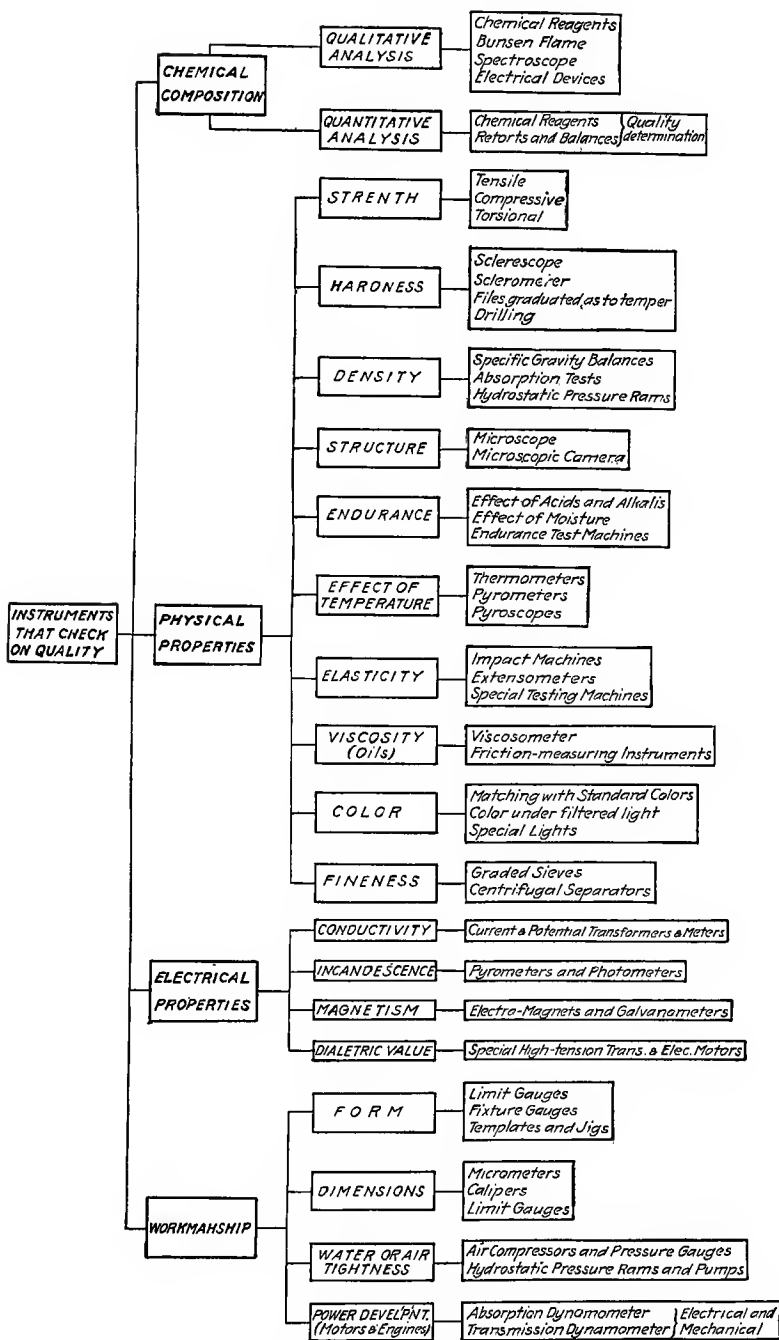 INSTRUMENTS
THAT CHECK
ON QUALITY
CHEMICAL
COMPOSITION
QUALITATIVE
ANALYSIS
Chemical Reagents
Bunsen Flame
Spectroscope
Electrical Devices
QUANTITATIVE
ANALYSIS
Chemical Reagents
Retorts and Balances
Quality
determination
PHYSICAL
PROPERTIES
STRENTH
Tensile
Compressive
Torsional
HARDNESS
Sclerescope
Sclerometer
Files graduated as to temper
Drilling
DENSITY
Specific Gravity Balances
Absorption Tests
Hydrostatic Pressure Rams
STRUCTURE
Microscope
Microscopic Camera
ENDURANCE
Effect of Acids and Alkalis
Effect of Moisture
Endurance Test Machines
EFFECT OF
TEMPERATURE
Thermometers
Pyrometers
Pyroscopes
ELASTICITY
Impact Machines
Extensometers
Special Testing Machines
VISCOSITY
(Oils)
Viscosometer
Friction-measuring Instruments
COLOR
Matching with Standard Colors
Color under filtered light
Special Lights
FINENESS
Graded Sieves
Centrifugal Separators
ELECTRICAL
PROPERTIES
CONDUCTIVITY
Current & Potential Transformers & Meters
INCANDESCENCE
Pyrometers and Photometers
MAGNETISM
Electro-Magnets and Galvanometers
DIALETRIC VALUE
Special High-tension Trans. & Elec. Motors
WORKMAHSHIP
FORM
Limit Gauges
Fixture Gauges
Templates and Jigs
DIMENSIONS
Micrometers
Calipers
Limit Gauges
WATER OR AIR
TIGHTNESS
Air Compressors and Pressure Gauges
Hydrostatic Pressure Rams and Pumps
POWER DEVEL'PNT.
(Motors & Engines)
Absorption Dynamometer
Transmission Dynamometer
Electrical and
Mechanical